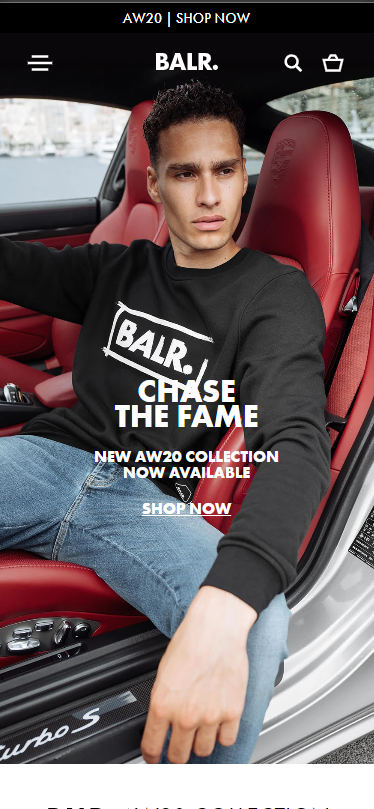 AW20 | SHOP NOW
BALR.
BALR.
CHASE
THE FAME
NEW AW20 COLLECTION
NOW AVAILABLE
SHOP NOW
turbo S